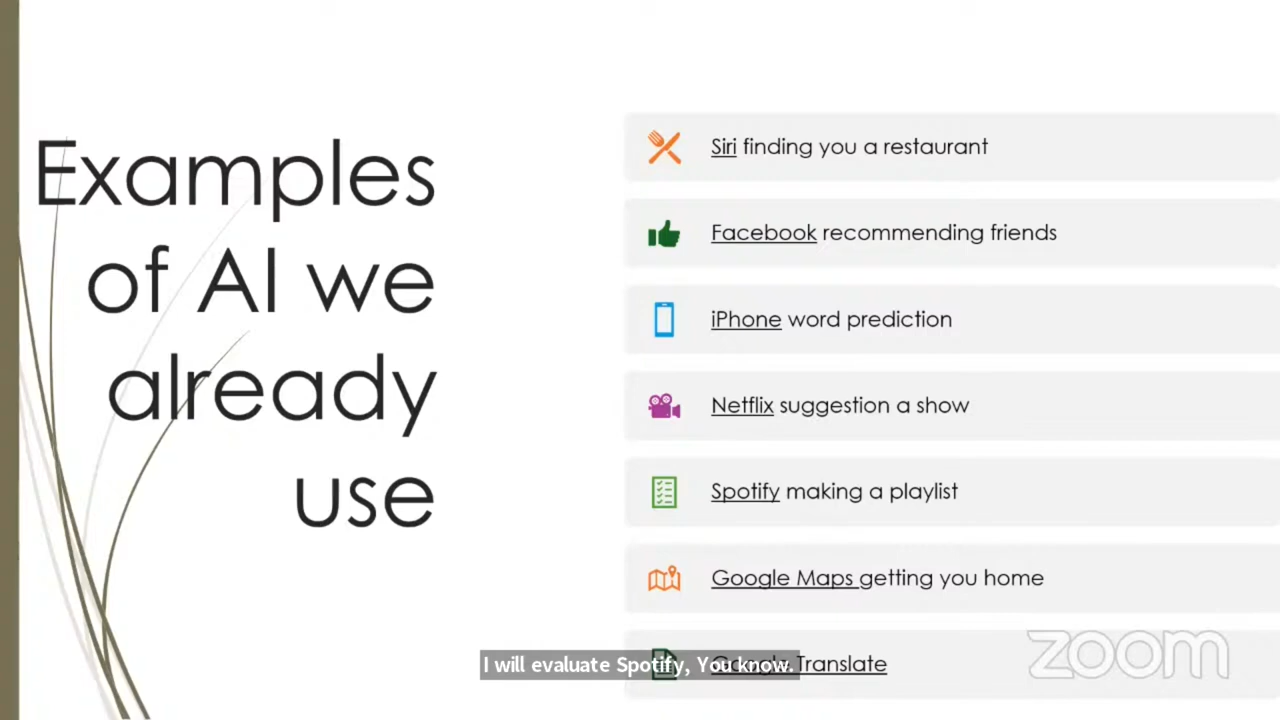 Examples
of AI we
already
use
Siri finding you a restaurant
Facebook recommending friends
iPhone word prediction
Netflix suggestion a show
Spotify making a playlist
Google Maps getting you home
Google Translate
I will evaluate Spotify, You know.
zoom